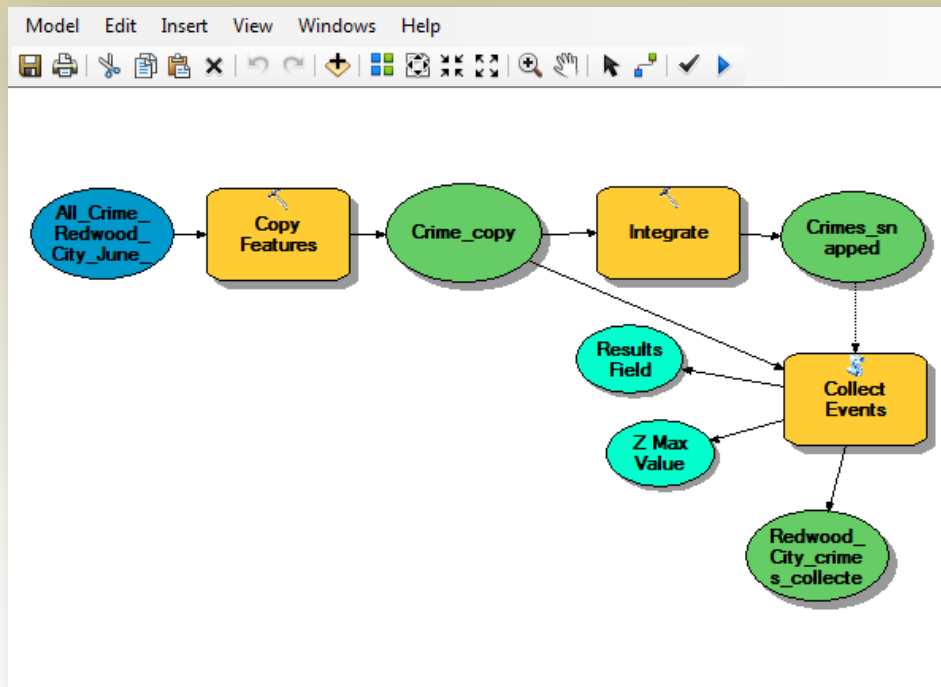 Model Edit Insert View Windows Help
All_Crime_
Redwood_
City_June_
Copy
Features
Crime_copy
Integrate
Crimes_sn
apped
Results
Field
Collect
Events
Z Max
Value
Redwood_
City_crime
s_collecte